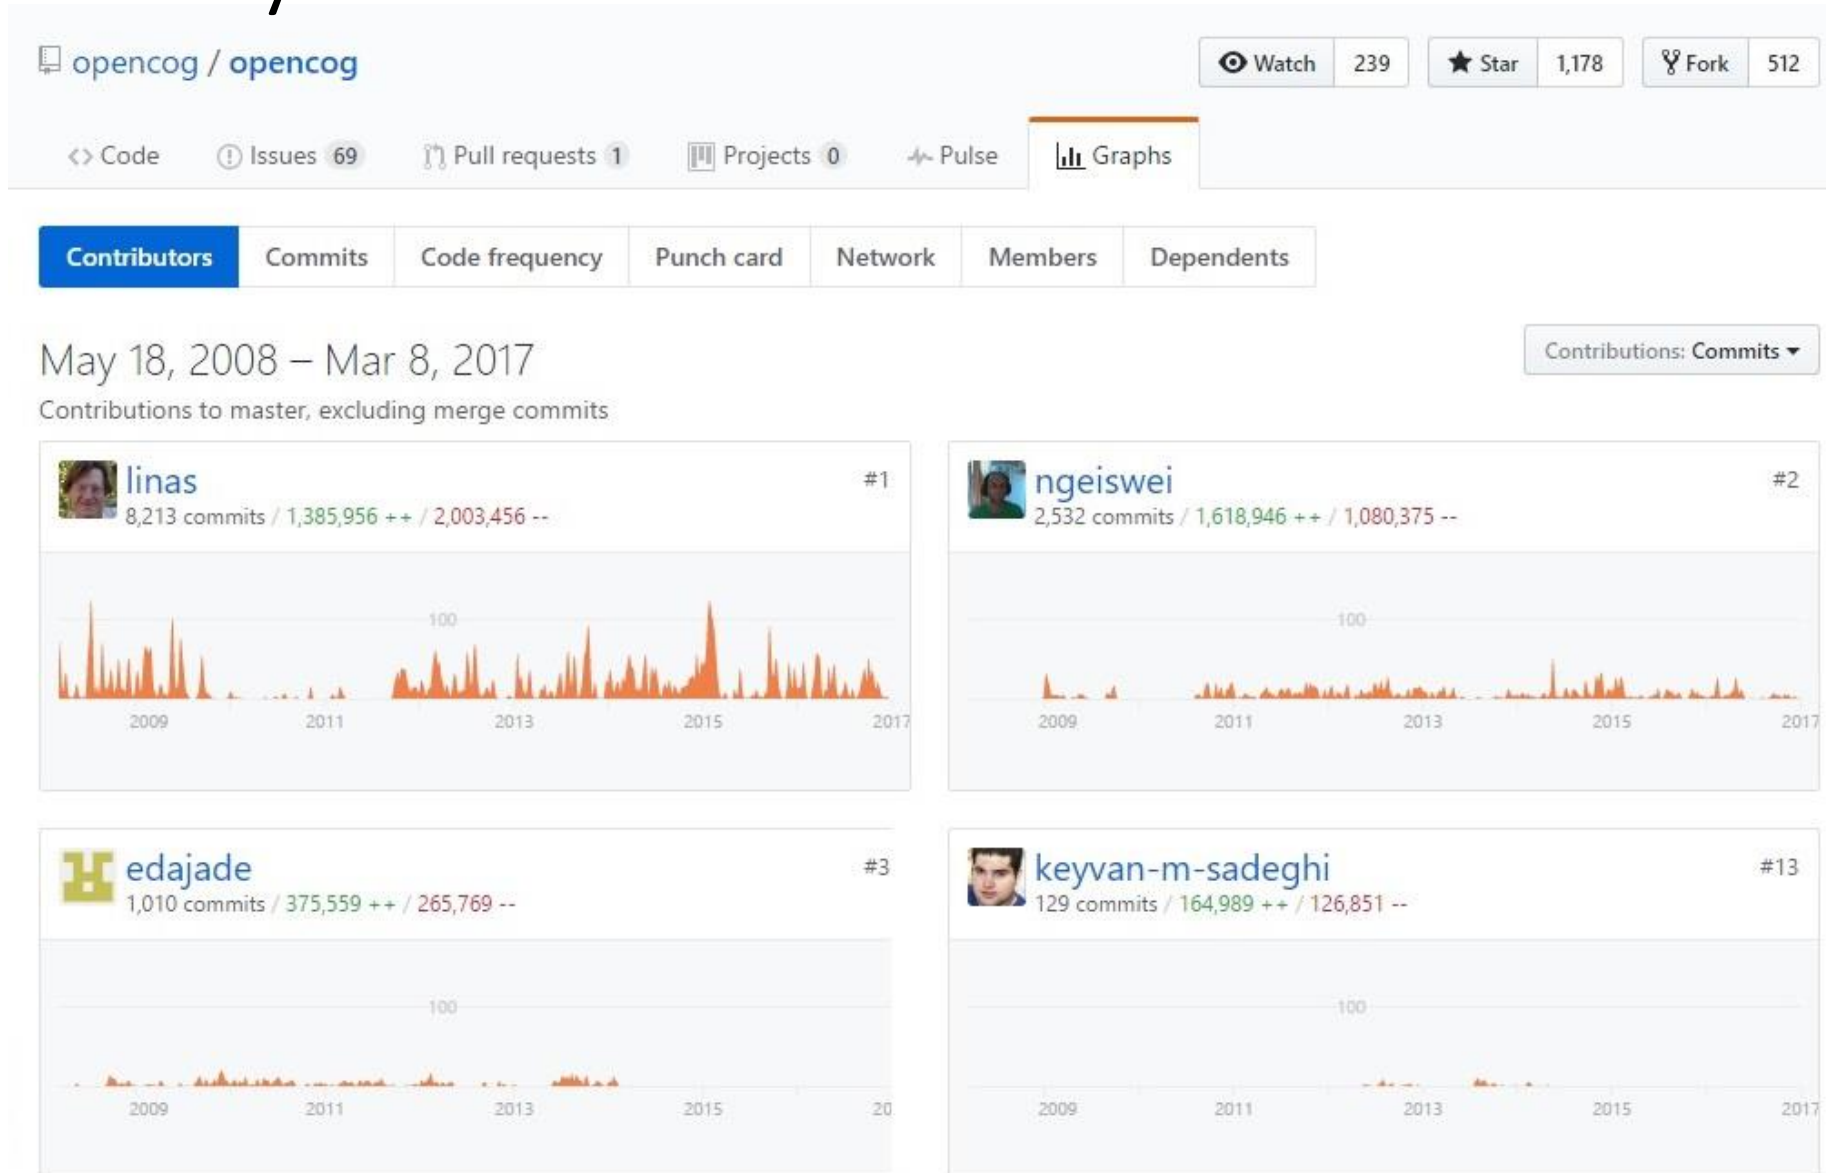 opencog / opencog
Watch 239 Star 1,178 Fork 512
Code Issues 69 Pull requests 1 Projects 0 Pulse Graphs
Contributors Commits Code frequency Punch card Network Members Dependents
May 18, 2008 – Mar 8, 2017
Contributions: Commits
Contributions to master, excluding merge commits
linas #1
8,213 commits / 1,385,956 ++ / 2,003,456 --
100
2009 2011 2013 2015 2017
ngeiswei #2
2,532 commits / 1,618,946 ++ / 1,080,375 --
100
2009 2011 2013 2015 2017
edajade #3
1,010 commits / 375,559 ++ / 265,769 --
100
2009 2011 2013 2015 20
keyvan-m-sadeghi #13
129 commits / 164,989 ++ / 126,851 --
100
2009 2011 2013 2015 2017